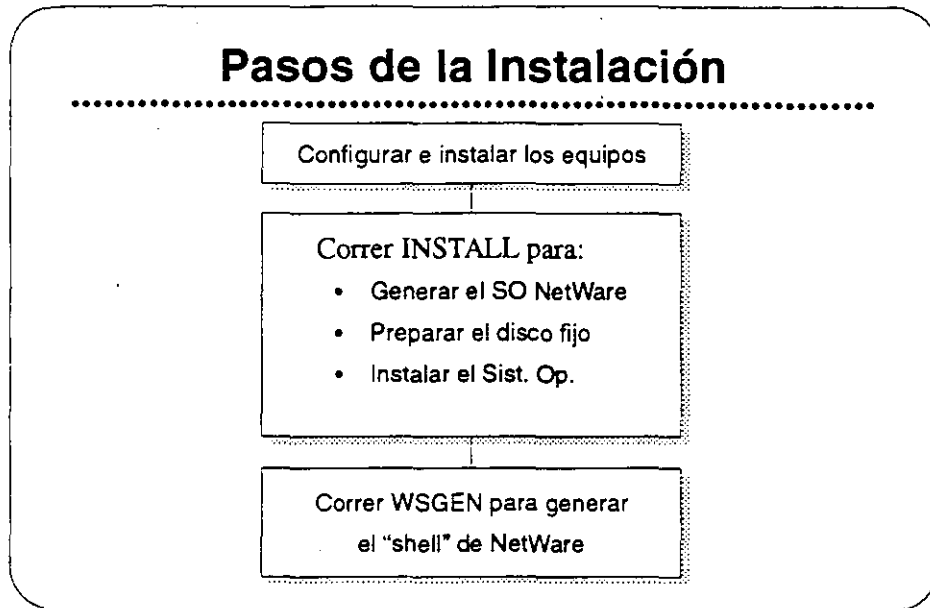 Pasos de la Instalación
Configurar e instalar los equipos
Correr INSTALL para:
• Generar el SO NetWare
• Preparar el disco fijo
• Instalar el Sist. Op.
Correr WSGEN para generar
el "shell" de NetWare